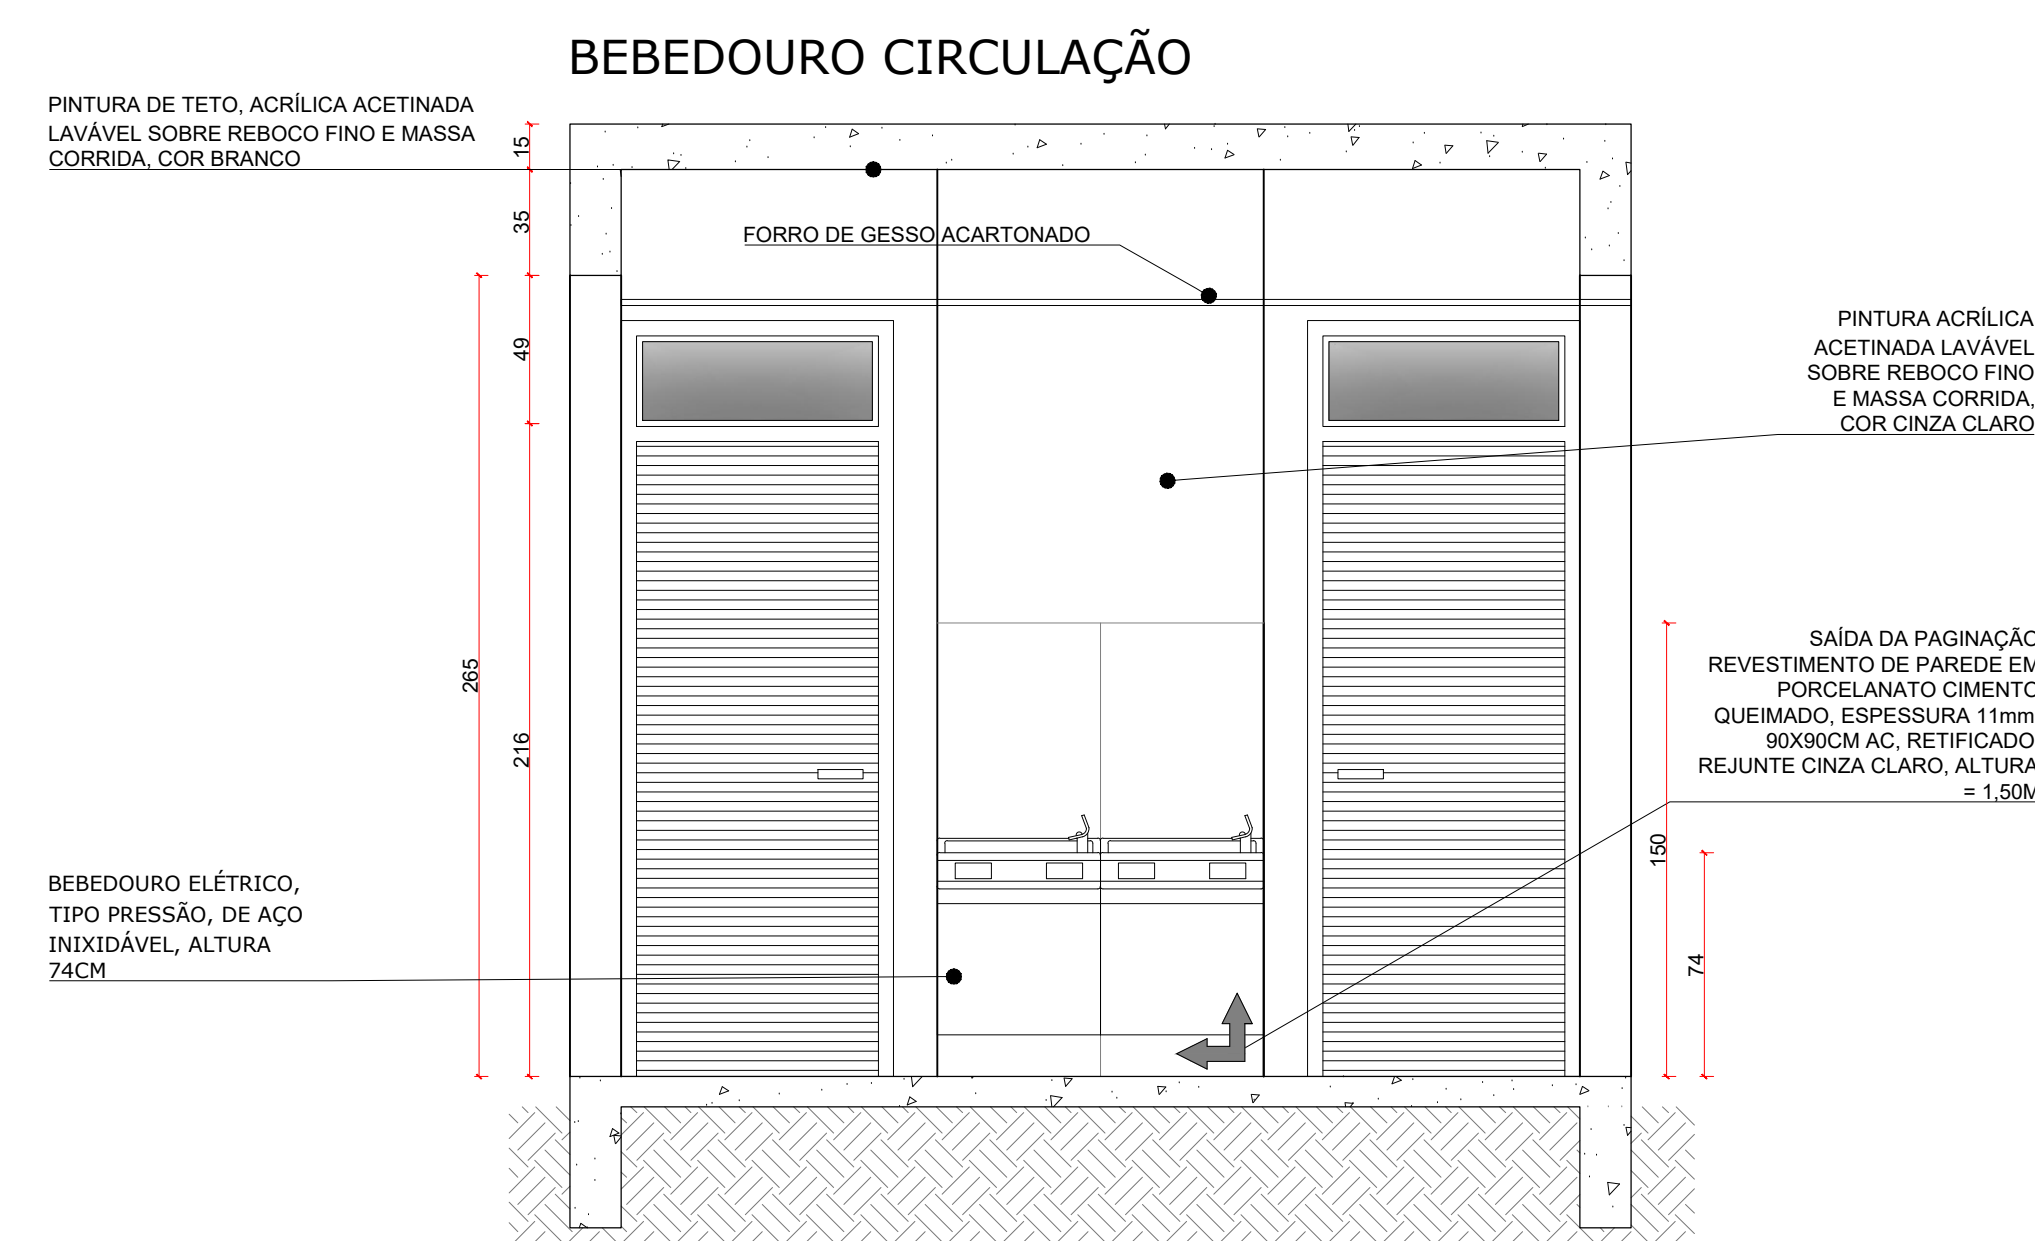 BEBEDOURO CIRCULAÇÃO
PINTURA DE TETO, ACRÍLICA ACETINADA
LAVÁVEL SOBRE REBOCO FINO E MASSA
CORRIDA, COR BRANCO
15
35
FORRO DE GESSO ACARTONADO
49
PINTURA ACRÍLICA
ACETINADA LAVÁVEL
SOBRE REBOCO FINO
E MASSA CORRIDA,
COR CINZA CLARO
265
216
SAÍDA DA PAGINAÇÃO
REVESTIMENTO DE PAREDE EM
PORCELANATO CIMENTO
QUEIMADO, ESPESSURA 11mm
90X90CM AC, RETIFICADO
REJUNTE CINZA CLARO, ALTURA
= 1,50M
150
74
BEBEDOURO ELÉTRICO,
TIPO PRESSÃO, DE AÇO
INIXIDÁVEL, ALTURA
74CM